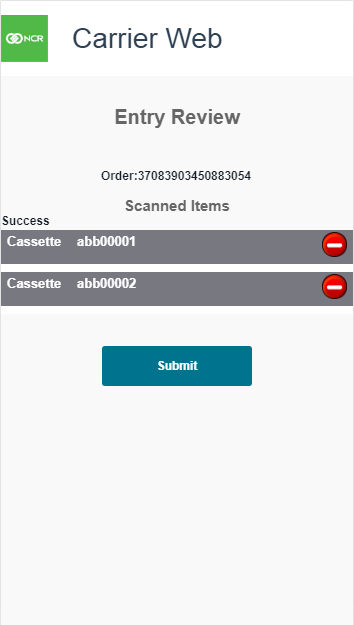 NCR
Carrier Web
Entry Review
Order:37083903450883054
Scanned Items
Success
Cassette abb00001
Cassette abb00002
Submit